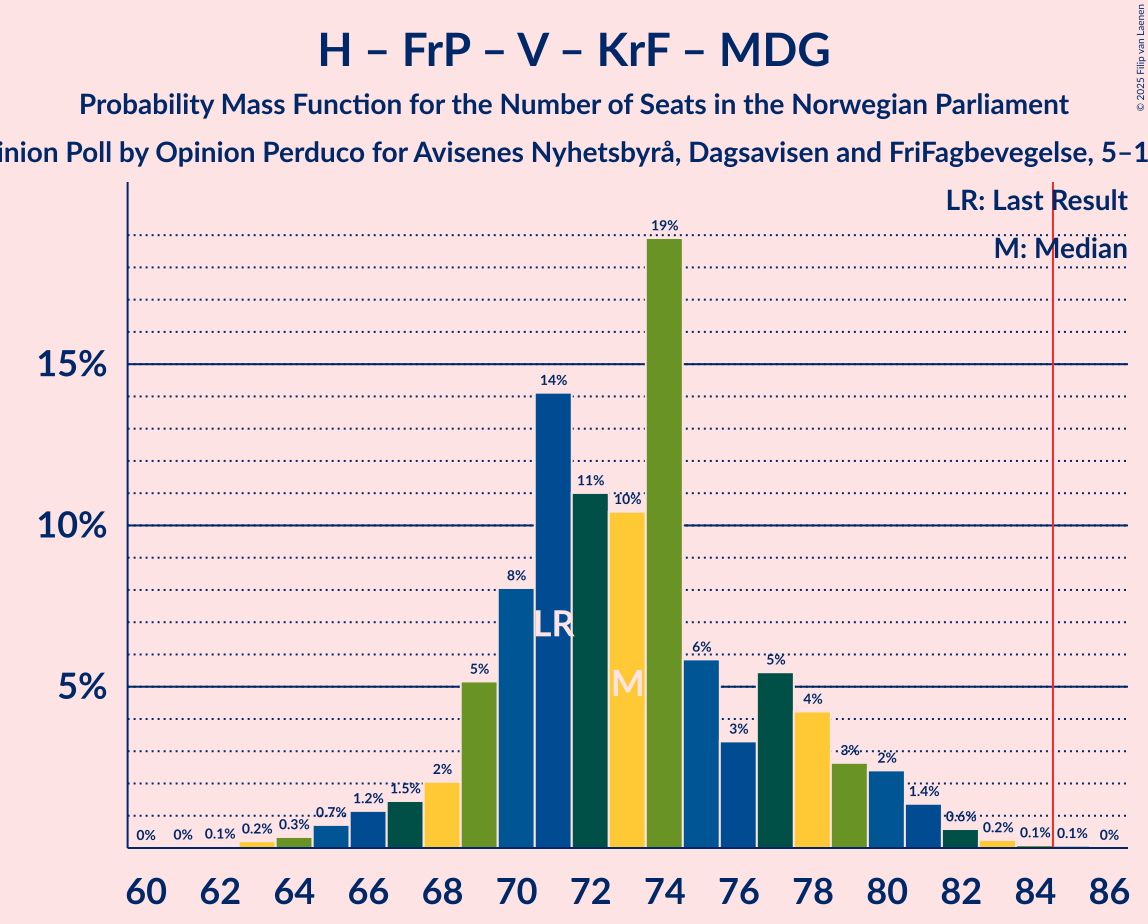 H – FrP – V – KrF – MDG
Probability Mass Function for the Number of Seats in the Norwegian Parliament
inion Poll by Opinion Perduco for Avisenes Nyhetsbyrå, Dagsavisen and FriFagbevegelse, 5–1
© 2025 Filip van Laenen
LR: Last Result
M: Median
15%
10%
5%
0% 0% 0.1% 0.2% 0.3% 0.7% 1.2% 1.5% 2% 5% 8% 14% 11% 10% 19% 6% 3% 5% 4% 3% 2% 1.4% 0.6% 0.2% 0.1% 0.1% 0%
LR
M
60 62 64 66 68 70 72 74 76 78 80 82 84 86